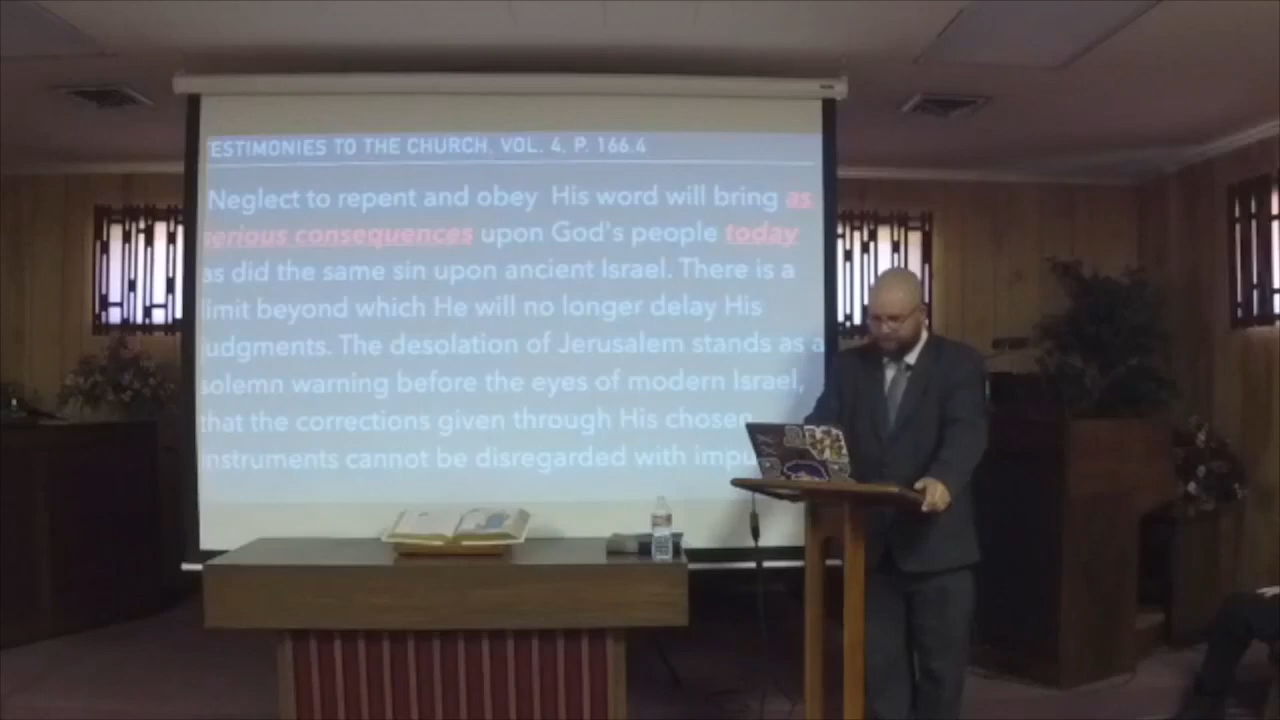 ESTIMONIES TO THE CHURCH, VOL. 4, P. 166.4
Neglect to repent and obey His word will bring as
erious consequences upon God's people today
as did the same sin upon ancient Israel. There is a
limit beyond which He will no longer delay His
udgments. The desolation of Jerusalem stands as a
solemn warning before the eyes of modern Israel,
that the corrections given through His chosen
instruments cannot be disregarded with impu